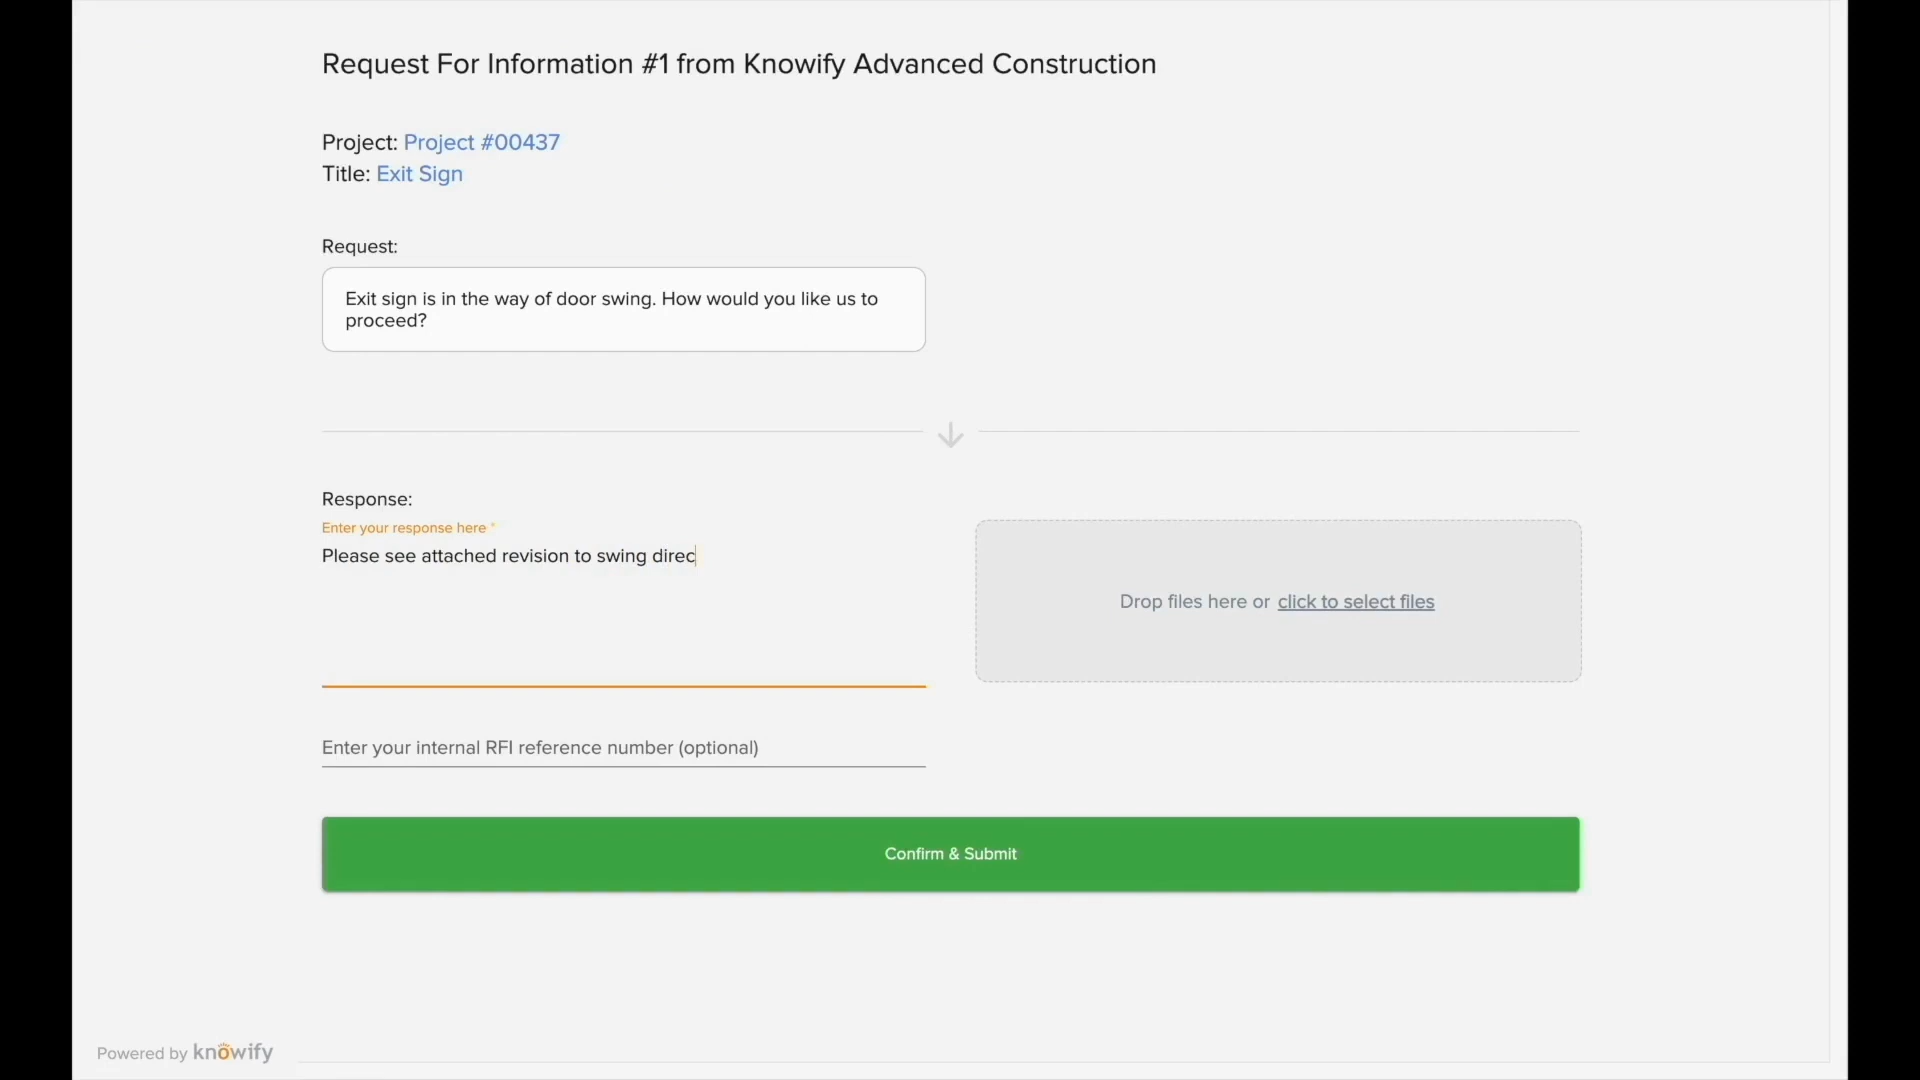 Request For Information #1 from Knowify Advanced Construction
Project: Project #00437
Title: Exit Sign
Request:
Exit sign is in the way of door swing. How would you like us to
proceed?
Response:
Enter your response here *
Please see attached revision to swing direc
Drop files here or click to select files
Enter your internal RFI reference number (optional)
Confirm & Submit
Powered by knowify